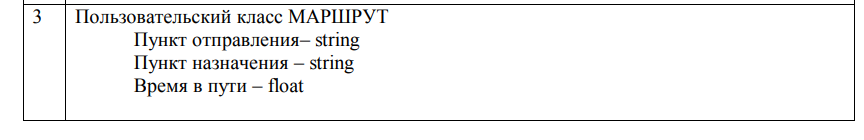 3 Пользовательский класс МАРШРУТ
Пункт отправления– string
Пункт назначения – string
Время в пути – float